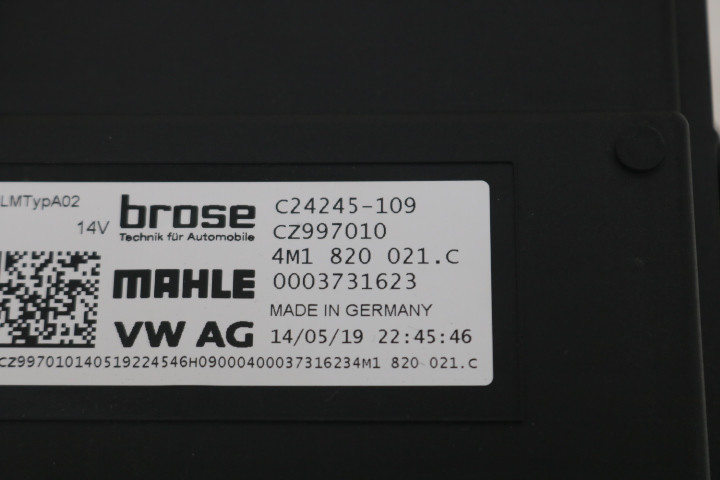 LMTypA02
14V
brose
Technik für Automobile
C24245-109
CZ997010
4M1 820 021.C
MAHLE
0003731623
MADE IN GERMANY
VW AG
14/05/19 22:45:46
CZ997010140519224546H09000400037316234M1 820 021.C